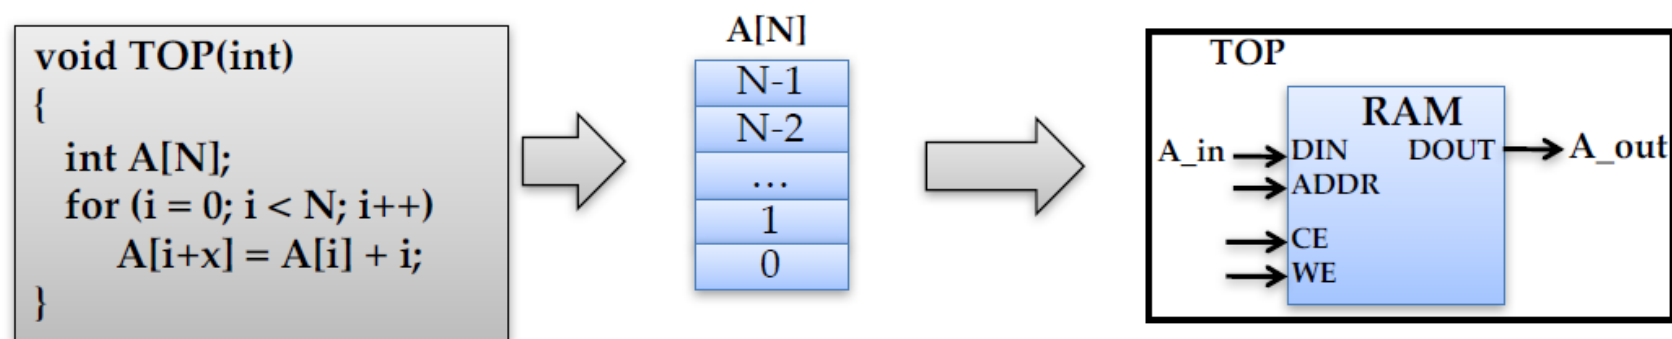 void TOP(int)
{
int A[N];
for (i = 0; i < N; i++)
A[i+x] = A[i] + i;
}
A[N]
N-1
N-2
...
1
0
TOP
RAM
A_in DIN DOUT A_out
ADDR
CE
WE